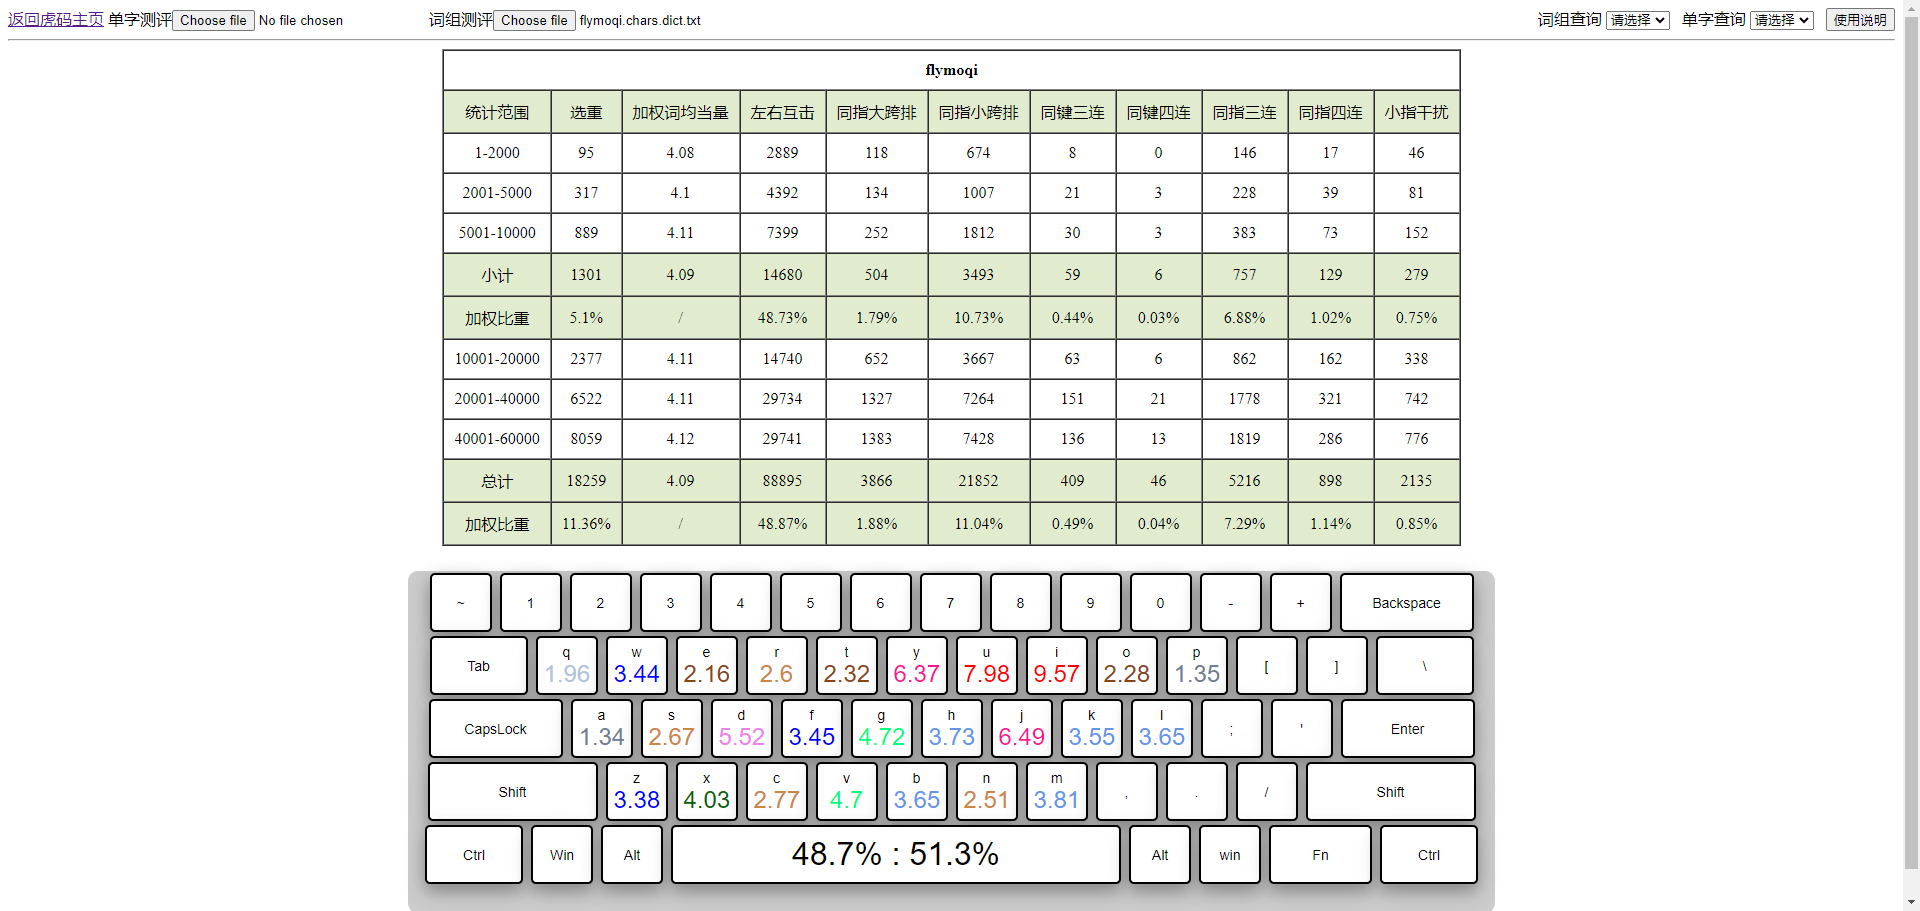 返回虎码主页 单字测评 Choose file No file chosen 词组测评 Choose file flymoqi.chars.dict.txt 词组查询 请选择 单字查询 请选择 使用说明
flymoqi
统计范围 选重 加权词均当量 左右互击 同指大跨排 同指小跨排 同键三连 同键四连 同指三连 同指四连 小指干扰
1-2000 95 4.08 2889 118 674 8 0 146 17 46
2001-5000 317 4.1 4392 134 1007 21 3 228 39 81
5001-10000 889 4.11 7399 252 1812 30 3 383 73 152
小计 1301 4.09 14680 504 3493 59 6 757 129 279
加权比重 5.1% / 48.73% 1.79% 10.73% 0.44% 0.03% 6.88% 1.02% 0.75%
10001-20000 2377 4.11 14740 652 3667 63 6 862 162 338
20001-40000 6522 4.11 29734 1327 7264 151 21 1778 321 742
40001-60000 8059 4.12 29741 1383 7428 136 13 1819 286 776
总计 18259 4.09 88895 3866 21852 409 46 5216 898 2135
加权比重 11.36% / 48.87% 1.88% 11.04% 0.49% 0.04% 7.29% 1.14% 0.85%
~ 1 2 3 4 5 6 7 8 9 0 - + Backspace
q w e r t y u i o p
Tab 1.96 3.44 2.16 2.6 2.32 6.37 7.98 9.57 2.28 1.35 [ ] \
a s d f g h j k l
CapsLock 1.34 2.67 5.52 3.45 4.72 3.73 6.49 3.55 3.65 ; ' Enter
z x c v b n m
Shift 3.38 4.03 2.77 4.7 3.65 2.51 3.81 , . / Shift
Ctrl Win Alt 48.7% : 51.3% Alt win Fn Ctrl